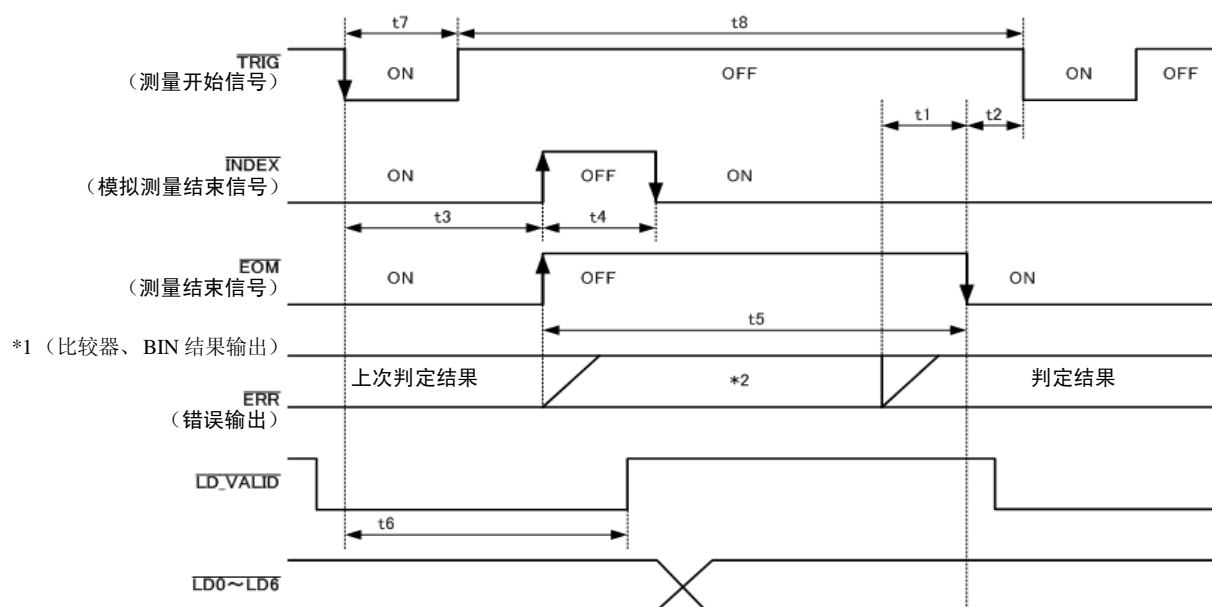 t7
t8
TRIG
（测量开始信号）
ON
OFF
ON
OFF
t1
t2
INDEX
（模拟测量结束信号）
ON
OFF
ON
t3
t4
EOM
（测量结束信号）
ON
OFF
ON
t5
*1（比较器、BIN 结果输出）
上次判定结果
*2
判定结果
ERR
（错误输出）
LD_VALID
t6
LD0～LD6